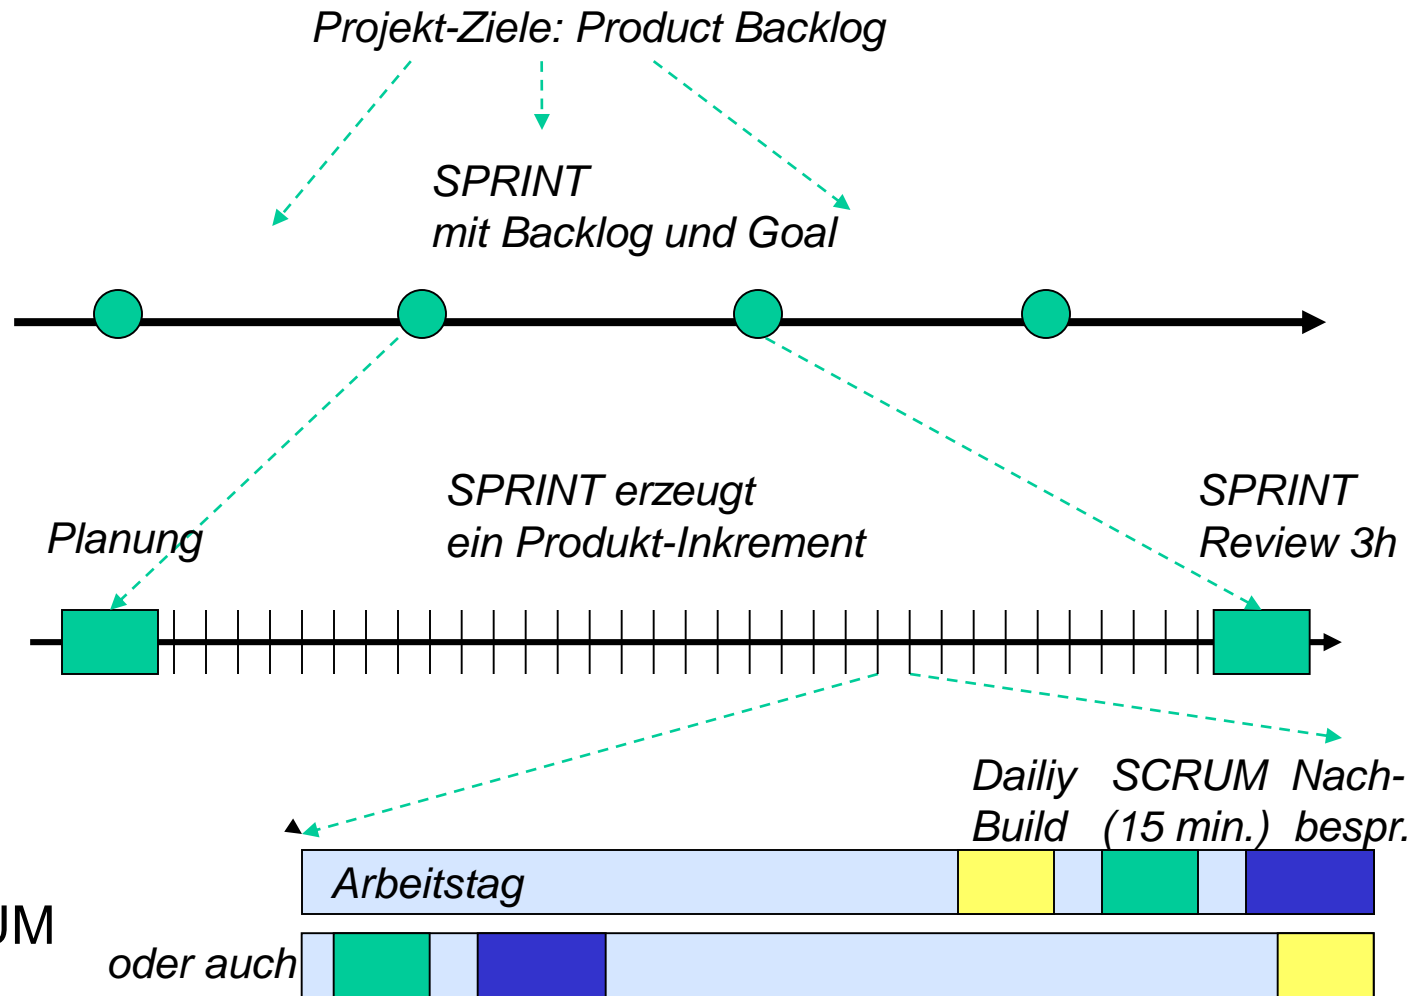 Projekt-Ziele: Product Backlog
SPRINT
mit Backlog und Goal
Planung
SPRINT erzeugt
ein Produkt-Inkrement
SPRINT
Review 3h
Dailiy
Build
SCRUM
(15 min.)
Nach-
bespr.
Arbeitstag
UM
oder auch